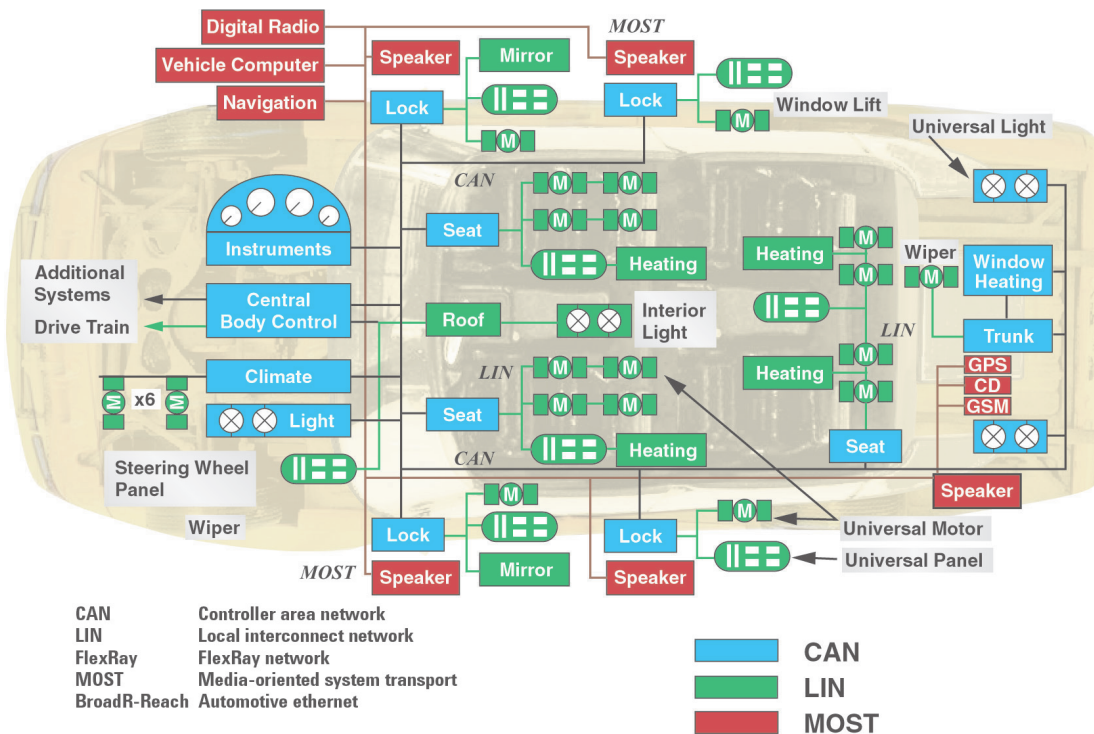 Digital Radio
MOST
Speaker
Mirror
Speaker
Vehicle Computer
Navigation
Lock
Lock
M
M
Window Lift
Universal Light
CAN
M
M
Seat
M
M
Instruments
Heating
Heating
M
M
Wiper
M
Window
Heating
Additional
Systems
Drive Train
Central
Body Control
Roof
Interior
Light
LIN
Trunk
Climate
LIN
M
M
Heating
M
M
GPS
CD
GSM
M
x6
M
Light
Seat
M
M
Heating
Seat
Steering Wheel
Panel
CAN
Speaker
Wiper
M
M
Lock
Lock
Universal Motor
MOST
Speaker
Mirror
Speaker
Universal Panel
CAN Controller area network
LIN Local interconnect network
FlexRay FlexRay network
MOST Media-oriented system transport
BroadR-Reach Automotive ethernet
CAN
LIN
MOST